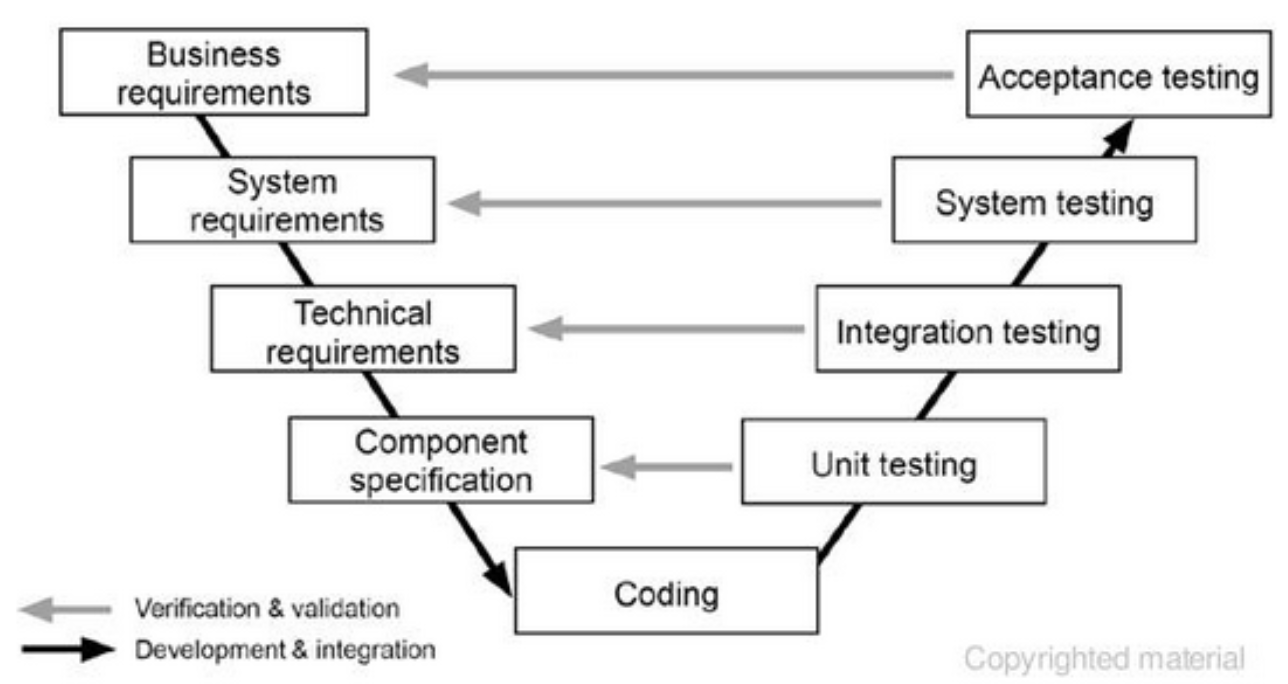 Business
requirements
Acceptance testing
System
requirements
System testing
Technical
requirements
Integration testing
Component
specification
Unit testing
Coding
Verification & validation
Development & integration
Copyrighted material